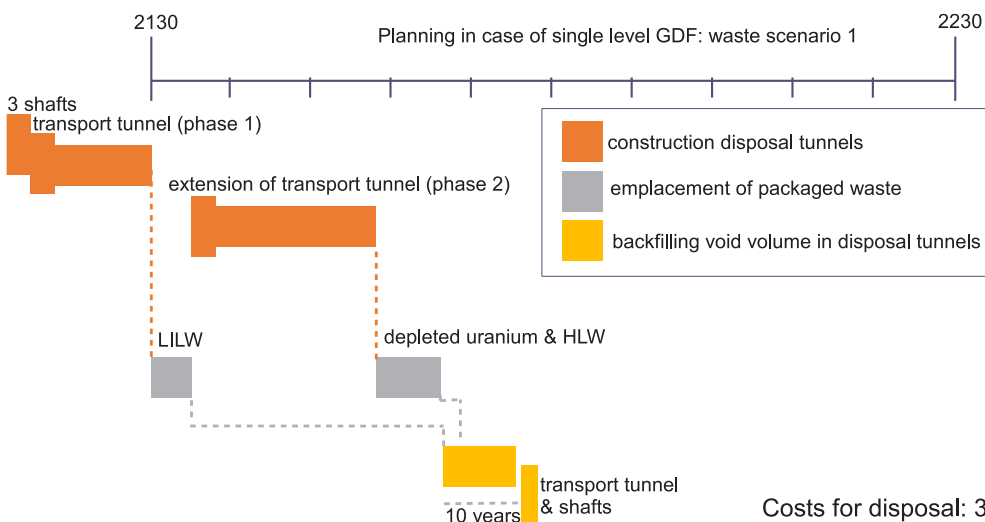 2130
2230
Planning in case of single level GDF: waste scenario 1
3 shafts
transport tunnel (phase 1)
extension of transport tunnel (phase 2)
construction disposal tunnels
emplacement of packaged waste
backfilling void volume in disposal tunnels
LILW
depleted uranium & HLW
transport tunnel
& shafts
10 years
Costs for disposal: 3